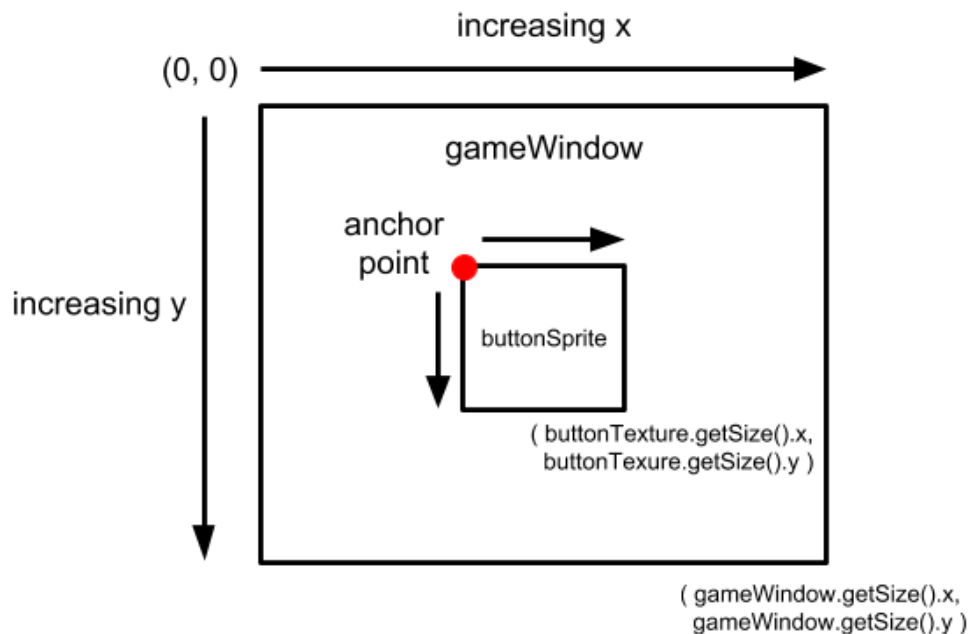 increasing x
(0, 0)
gameWindow
anchor
point
increasing y
buttonSprite
( buttonTexture.getSize().x,
buttonTexure.getSize().y )
( gameWindow.getSize().x,
gameWindow.getSize().y )